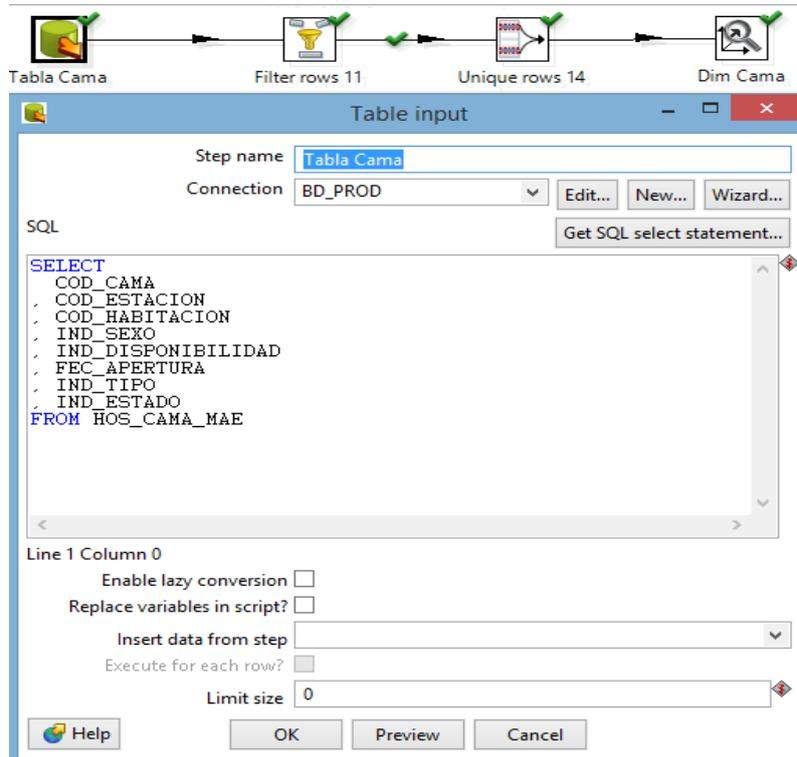 Tabla Cama Filter rows 11 Unique rows 14 Dim Cama
Table input
Step name Tabla Cama
Connection BD_PROD Edit... New... Wizard...
SQL Get SQL select statement...
SELECT
COD_CAMA
, COD_ESTACION
, COD_HABITACION
, IND_SEXO
, IND_DISPONIBILIDAD
, FEC_APERTURA
, IND_TIPO
, IND_ESTADO
FROM HOS_CAMA_MAE
Line 1 Column 0
Enable lazy conversion
Replace variables in script?
Insert data from step
Execute for each row?
Limit size 0
Help OK Preview Cancel